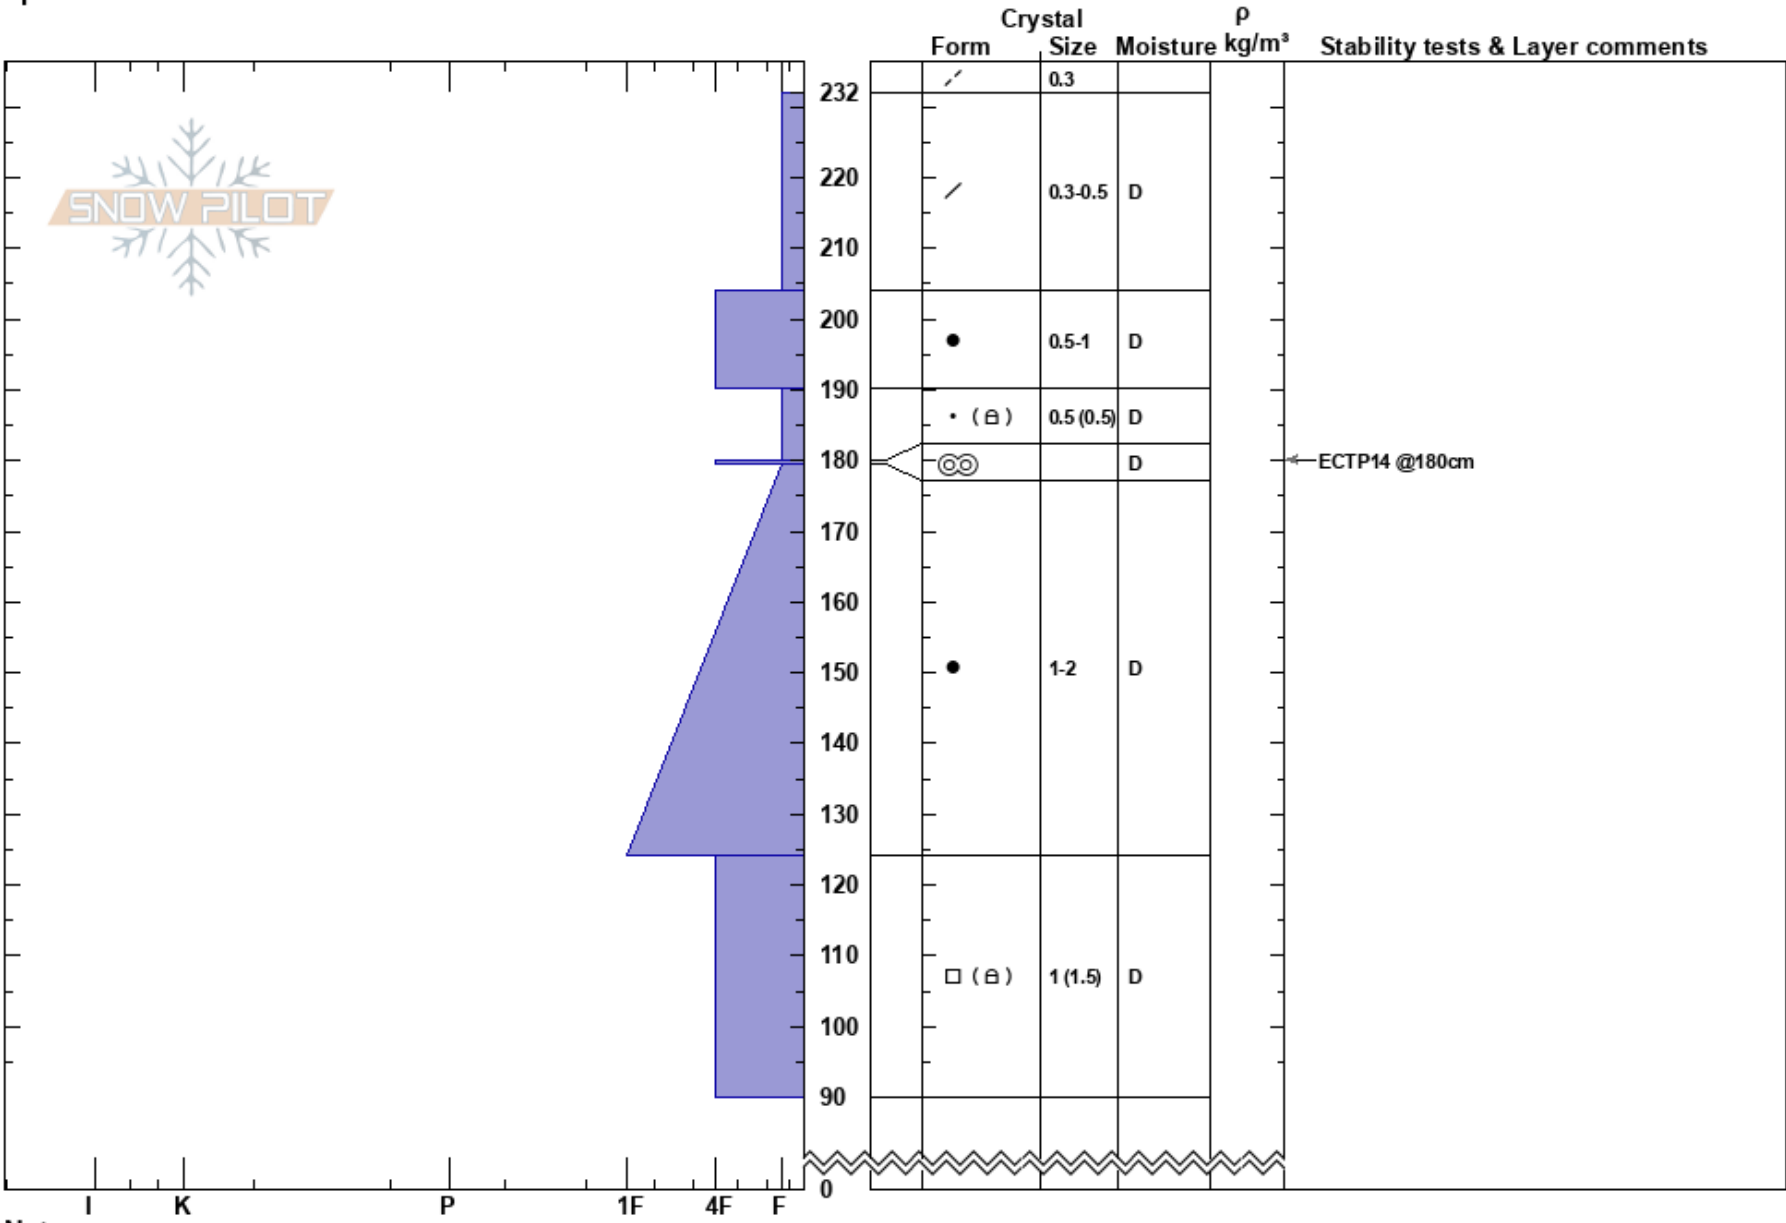 Crystal ρ
Form Size Moisture kg/m³ Stability tests & Layer comments
0.3
232
SNOW PILOT
220 0.3-0.5 D
210
200
0.5-1 D
190
( ) 0.5 (0.5) D
180 D ECTP14 @180cm
170
160
150 1-2 D
140
130
120
110
( ) 1 (1.5) D
100
90
0
I K P 1F 4F F